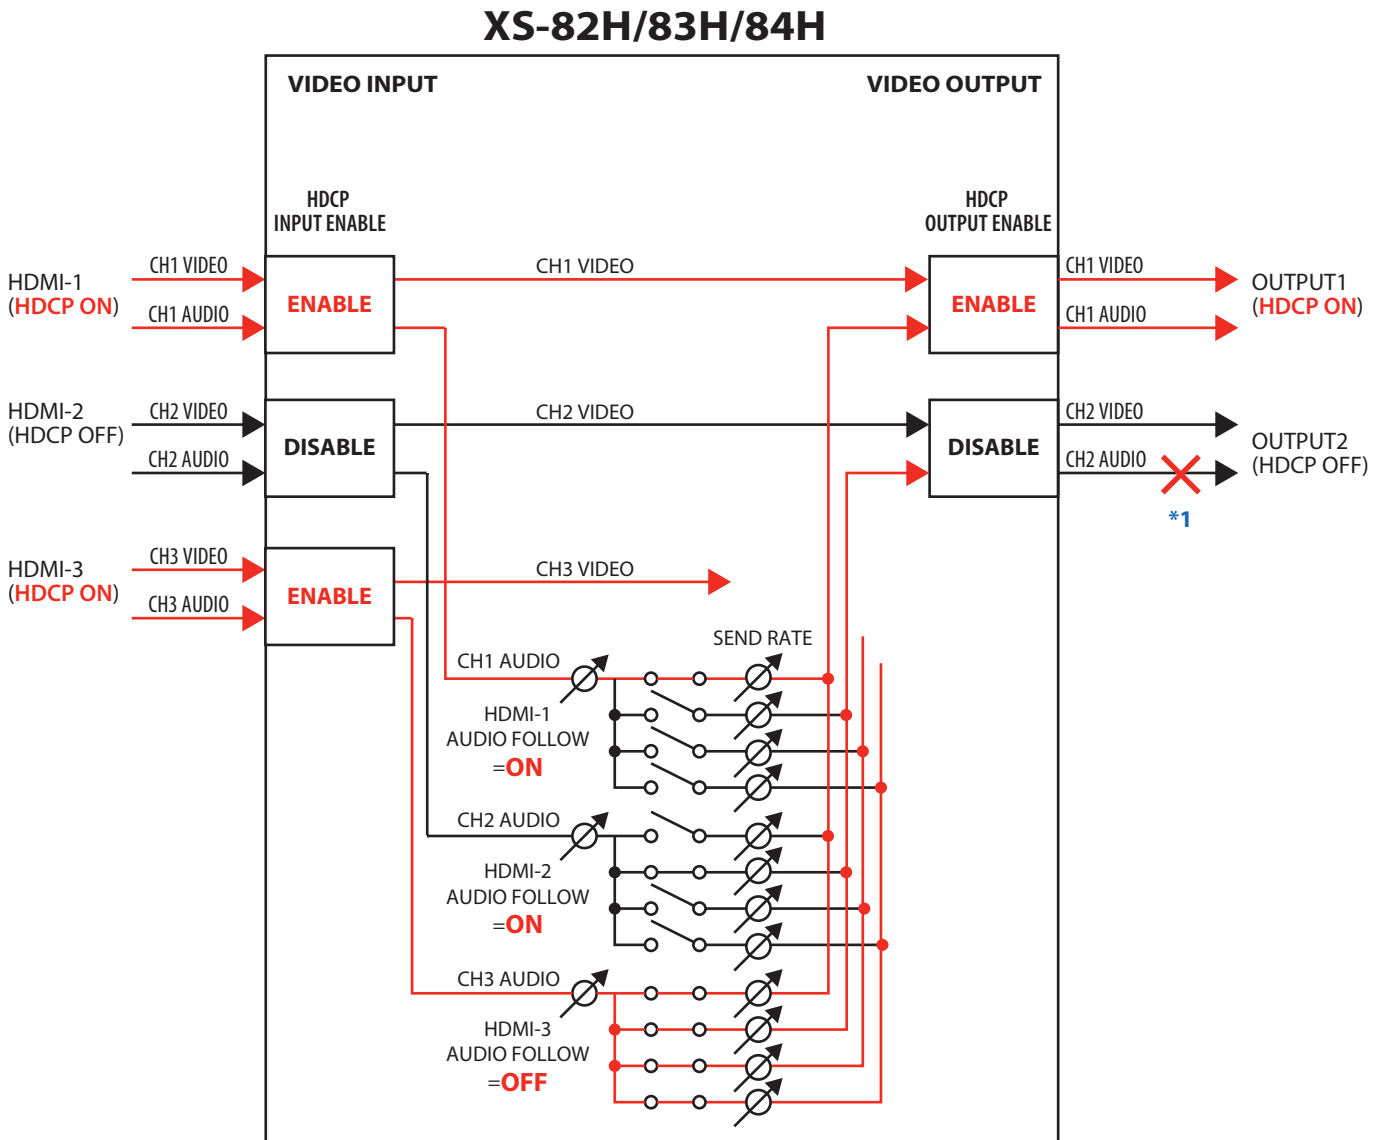 XS-82H/83H/84H
VIDEO INPUT
VIDEO OUTPUT
HDCP
INPUT ENABLE
HDCP
OUTPUT ENABLE
HDMI-1
(HDCP ON)
CH1 VIDEO
CH1 AUDIO
ENABLE
CH1 VIDEO
ENABLE
CH1 VIDEO
CH1 AUDIO
OUTPUT1
(HDCP ON)
HDMI-2
(HDCP OFF)
CH2 VIDEO
CH2 AUDIO
DISABLE
CH2 VIDEO
DISABLE
CH2 VIDEO
CH2 AUDIO
*1
OUTPUT2
(HDCP OFF)
HDMI-3
(HDCP ON)
CH3 VIDEO
CH3 AUDIO
ENABLE
CH3 VIDEO
SEND RATE
CH1 AUDIO
HDMI-1
AUDIO FOLLOW
=ON
CH2 AUDIO
HDMI-2
AUDIO FOLLOW
=ON
CH3 AUDIO
HDMI-3
AUDIO FOLLOW
=OFF